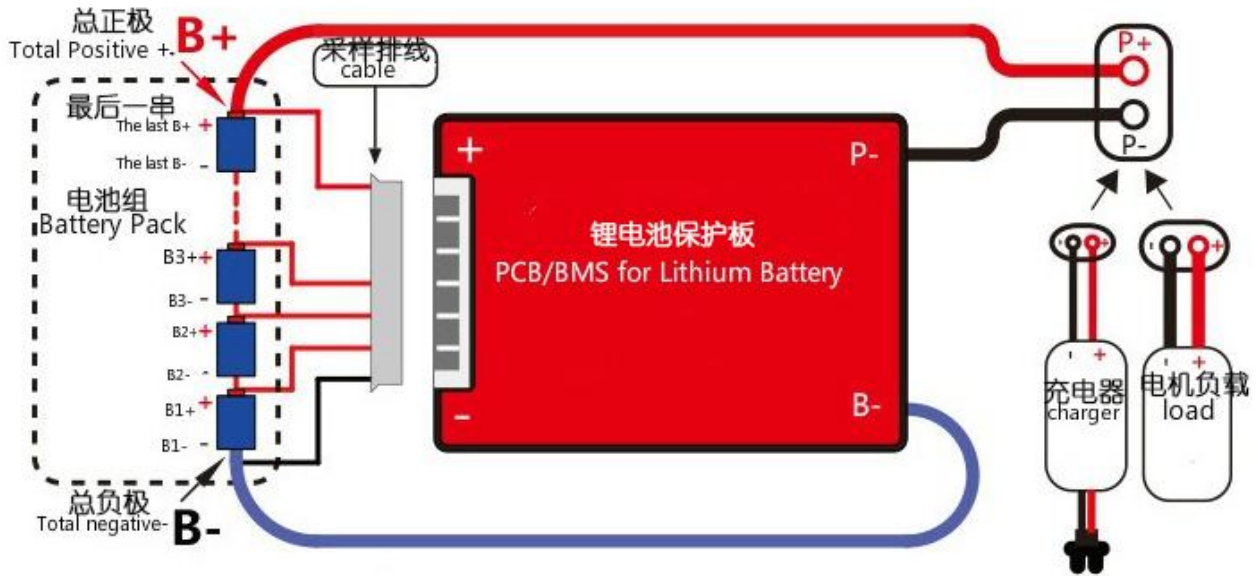 总正极
Total Positive +.
B+
采样排线
cable
P+
P-
最后一串
The last B+ +
The last B- -
电池组
Battery Pack
B3+ +
B3- -
B2+ +
B2- -
B1+ +
B1- -
总负极
Total negative-
B-
+
P-
锂电池保护板
PCB/BMS for Lithium Battery
B-
-
- +
- +
充电器
charger
- +
- +
电机负载
load